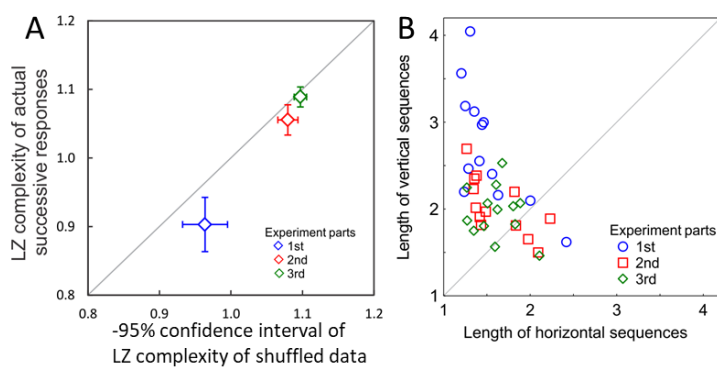 A
LZ complexity of actual
successive responses
1.2
1.1
1.0
0.9
0.8
0.8
0.9
1.0
1.1
1.2
Experiment parts
1st
2nd
3rd
-95% confidence interval of
LZ complexity of shuffled data
B
Length of vertical sequences
4
3
2
1
1
2
3
4
Experiment parts
1st
2nd
3rd
Length of horizontal sequences